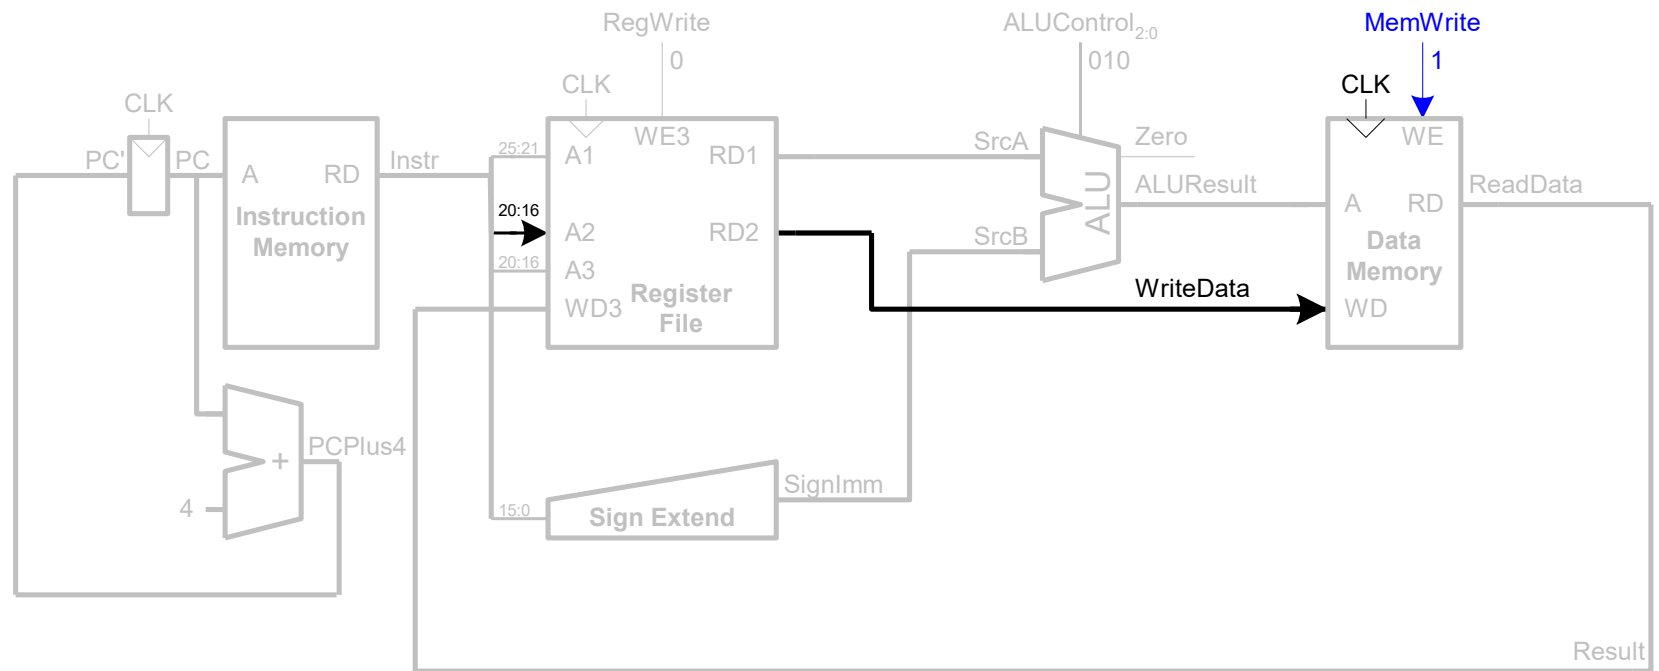 RegWrite
ALUControl2:0
MemWrite
0
010
1
CLK
CLK
CLK
PC'
PC
A
RD
Instruction
Memory
Instr
25:21
20:16
20:16
15:0
A1
A2
A3
WD3
WE3
RD1
RD2
Register
File
SrcA
SrcB
ALU
Zero
ALUResult
WriteData
WE
A
RD
Data
Memory
WD
ReadData
+
PCPlus4
4
Sign Extend
SignImm
Result